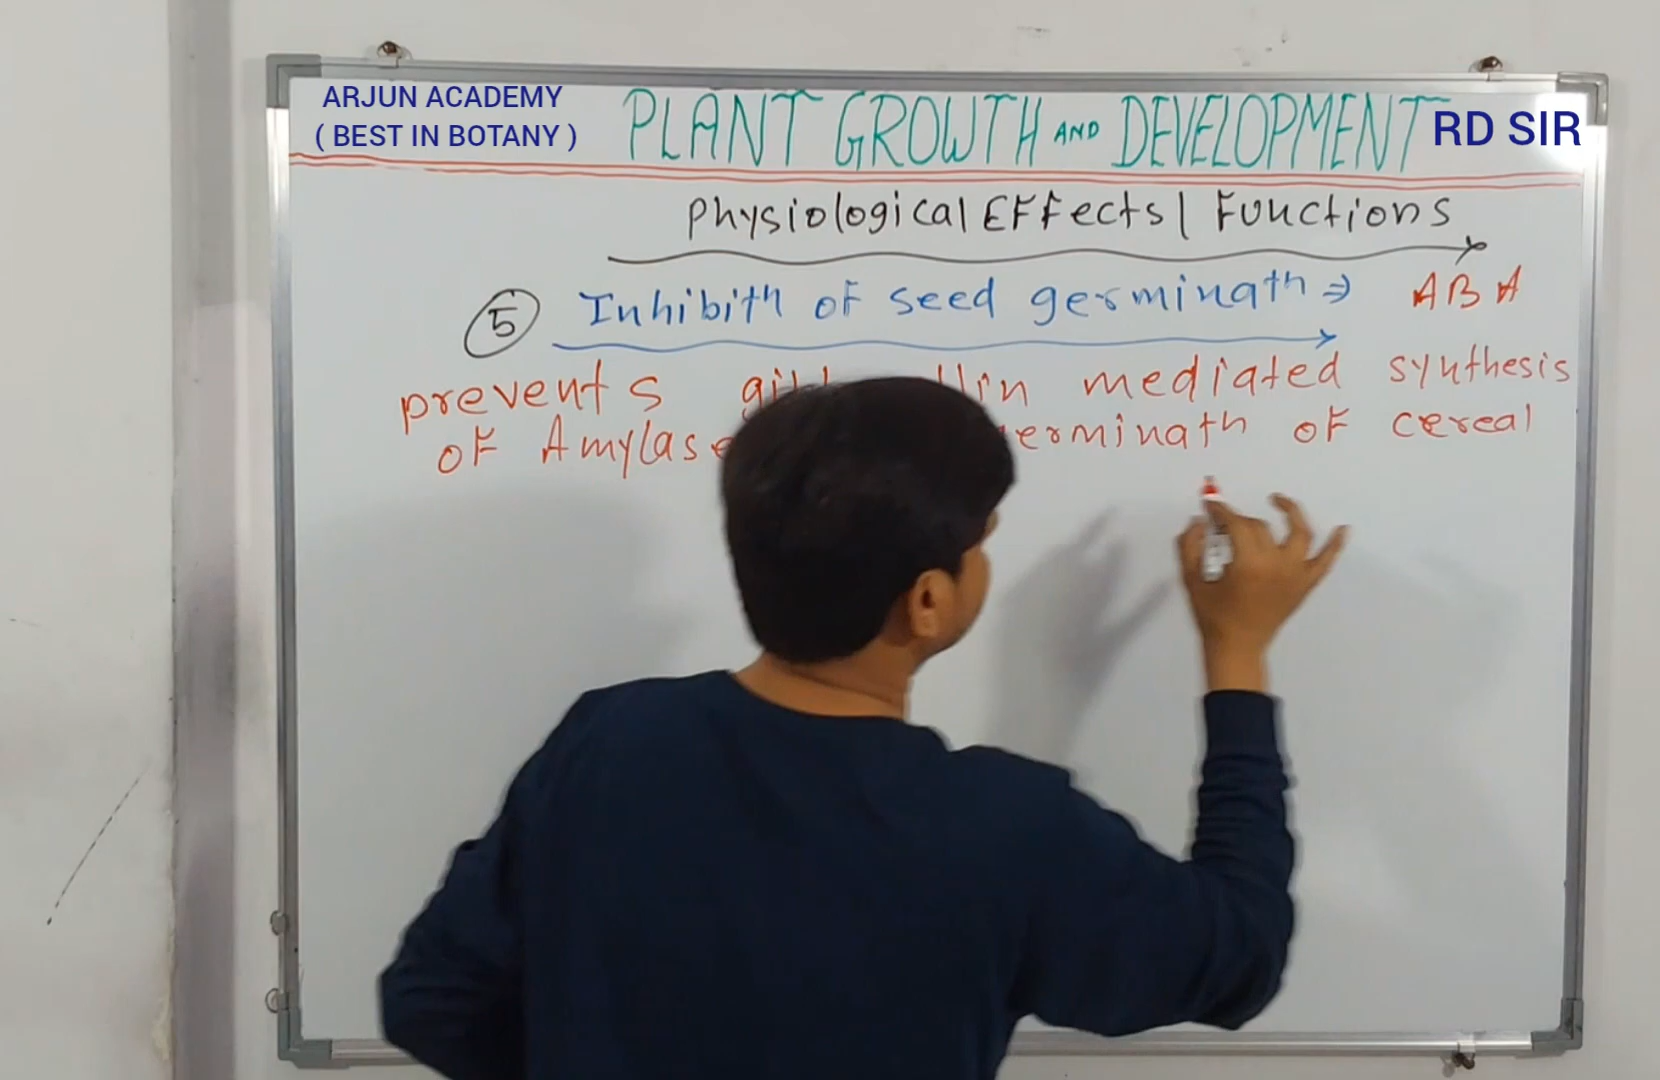 ARJUN ACADEMY
( BEST IN BOTANY )
PLANT GROWTH AND DEVELOPMENT
RD SIR
Physiological Effects | Functions
5 Inhibitn of seed germinatn ⇒ ABA
prevents mediated synthesis
of Amylase of cereal